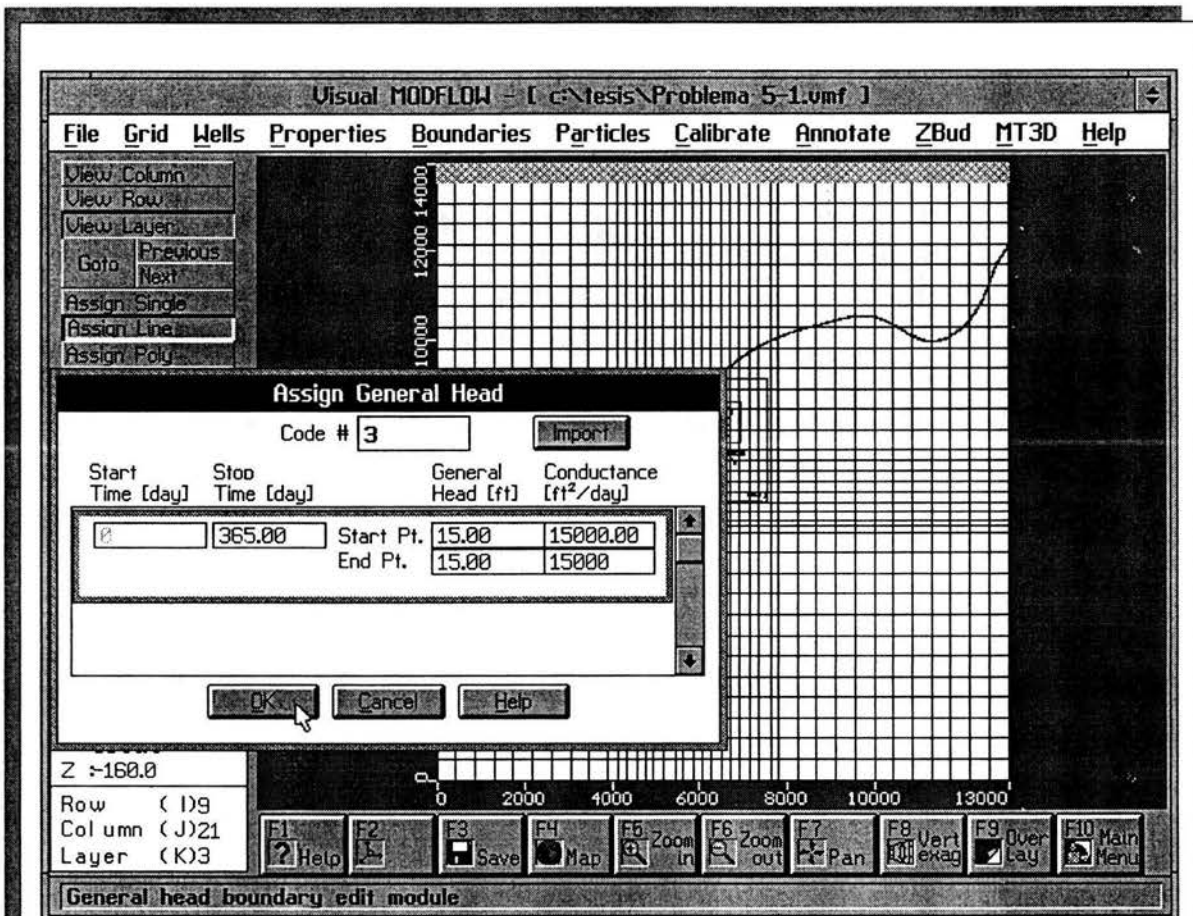 Visual MODFLOW - [ c:\tesis\Problema 5-1.vmf ]
File Grid Wells Properties Boundaries Particles Calibrate Annotate ZBud MT3D Help
View Column
View Row
View Layer
Goto
Previous
Next
Assign Single
Assign Line
Assign Poly
14000
12000
10000
Assign General Head
Code # 3
Import
Start Time [day]
Stop Time [day]
General Head [ft]
Conductance [ft²/day]
0 365.00 Start Pt. 15.00 15000.00
End Pt. 15.00 15000
OK Cancel Help
Z :-160.0
Row ( I)9
Column (J)21
Layer (K)3
0
0 2000 4000 6000 8000 10000 13000
F1 ? Help
F2
F3 Save
F4 Map
F5 Zoom in
F6 Zoom out
F7 Pan
F8 Vert exag
F9 Over Lay
F10 Main Menu
General head boundary edit module